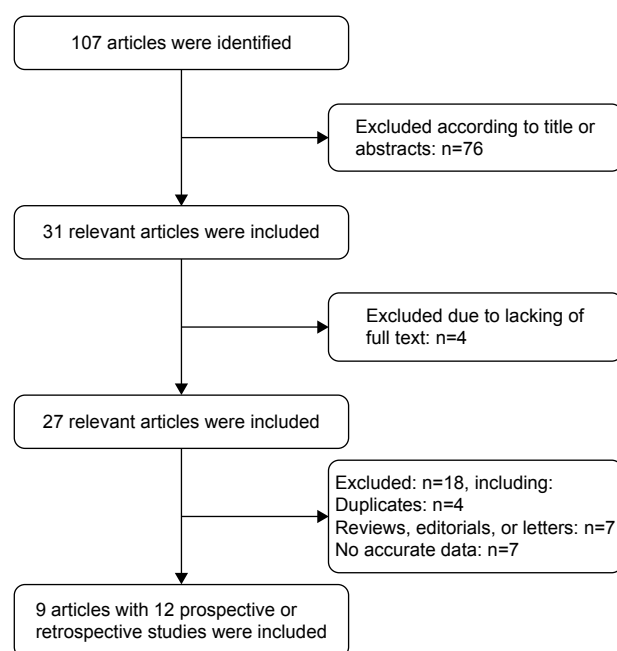 107 articles were identified
Excluded according to title or
abstracts: n=76
31 relevant articles were included
Excluded due to lacking of
full text: n=4
27 relevant articles were included
Excluded: n=18, including:
Duplicates: n=4
Reviews, editorials, or letters: n=7
No accurate data: n=7
9 articles with 12 prospective or
retrospective studies were included